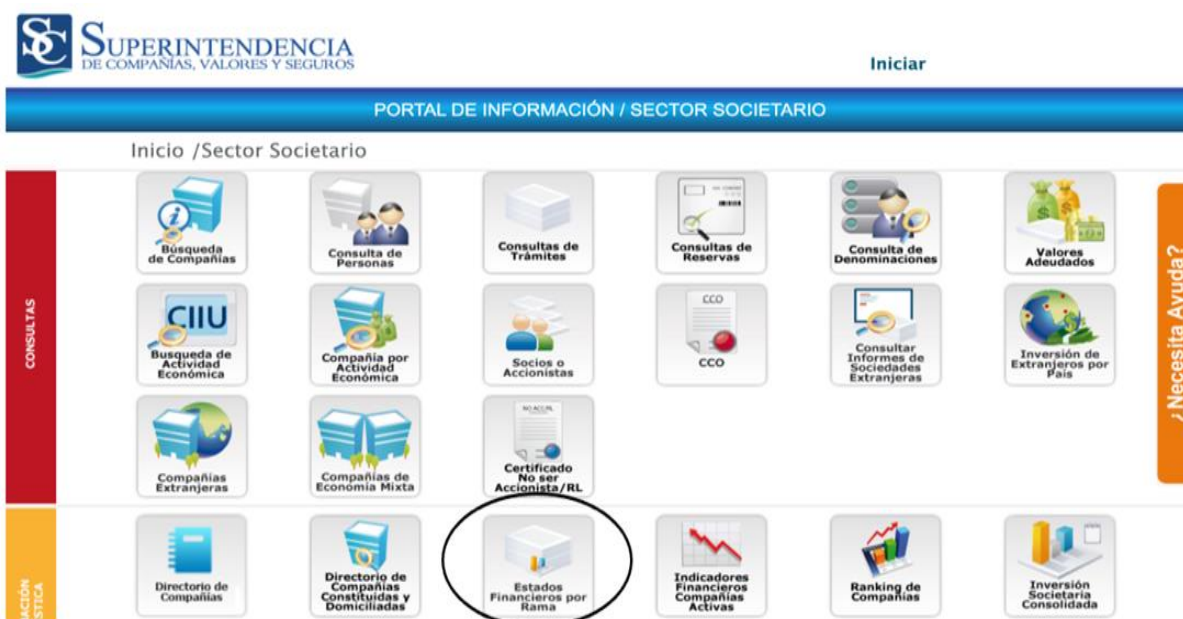 SC SUPERINTENDENCIA
DE COMPAÑÍAS, VALORES Y SEGUROS
Iniciar
PORTAL DE INFORMACIÓN / SECTOR SOCIETARIO
Inicio /Sector Societario
CONSULTAS
Búsqueda
de Compañías
Consulta de
Personas
Consultas de
Trámites
Consultas de
Reservas
Consulta de
Denominaciones
Valores
Adeudados
CIIU
Busqueda de
Actividad
Económica
Compañía por
Actividad
Económica
Socios o
Accionistas
CCO
CCO
Consultar
Informes de
Sociedades
Extranjeras
Inversión de
Extranjeros por
País
Compañías
Extranjeras
Compañías de
Economía Mixta
NO ACC/RL
Certificado
No ser
Accionista/RL
¿Necesita Ayuda?
Directorio de
Compañías
Directorio de
Compañías
Constituidas y
Domiciliadas
Estados
Financieros por
Rama
Indicadores
Financieros
Compañías
Activas
Ranking de
Compañías
Inversión
Societaria
Consolidada